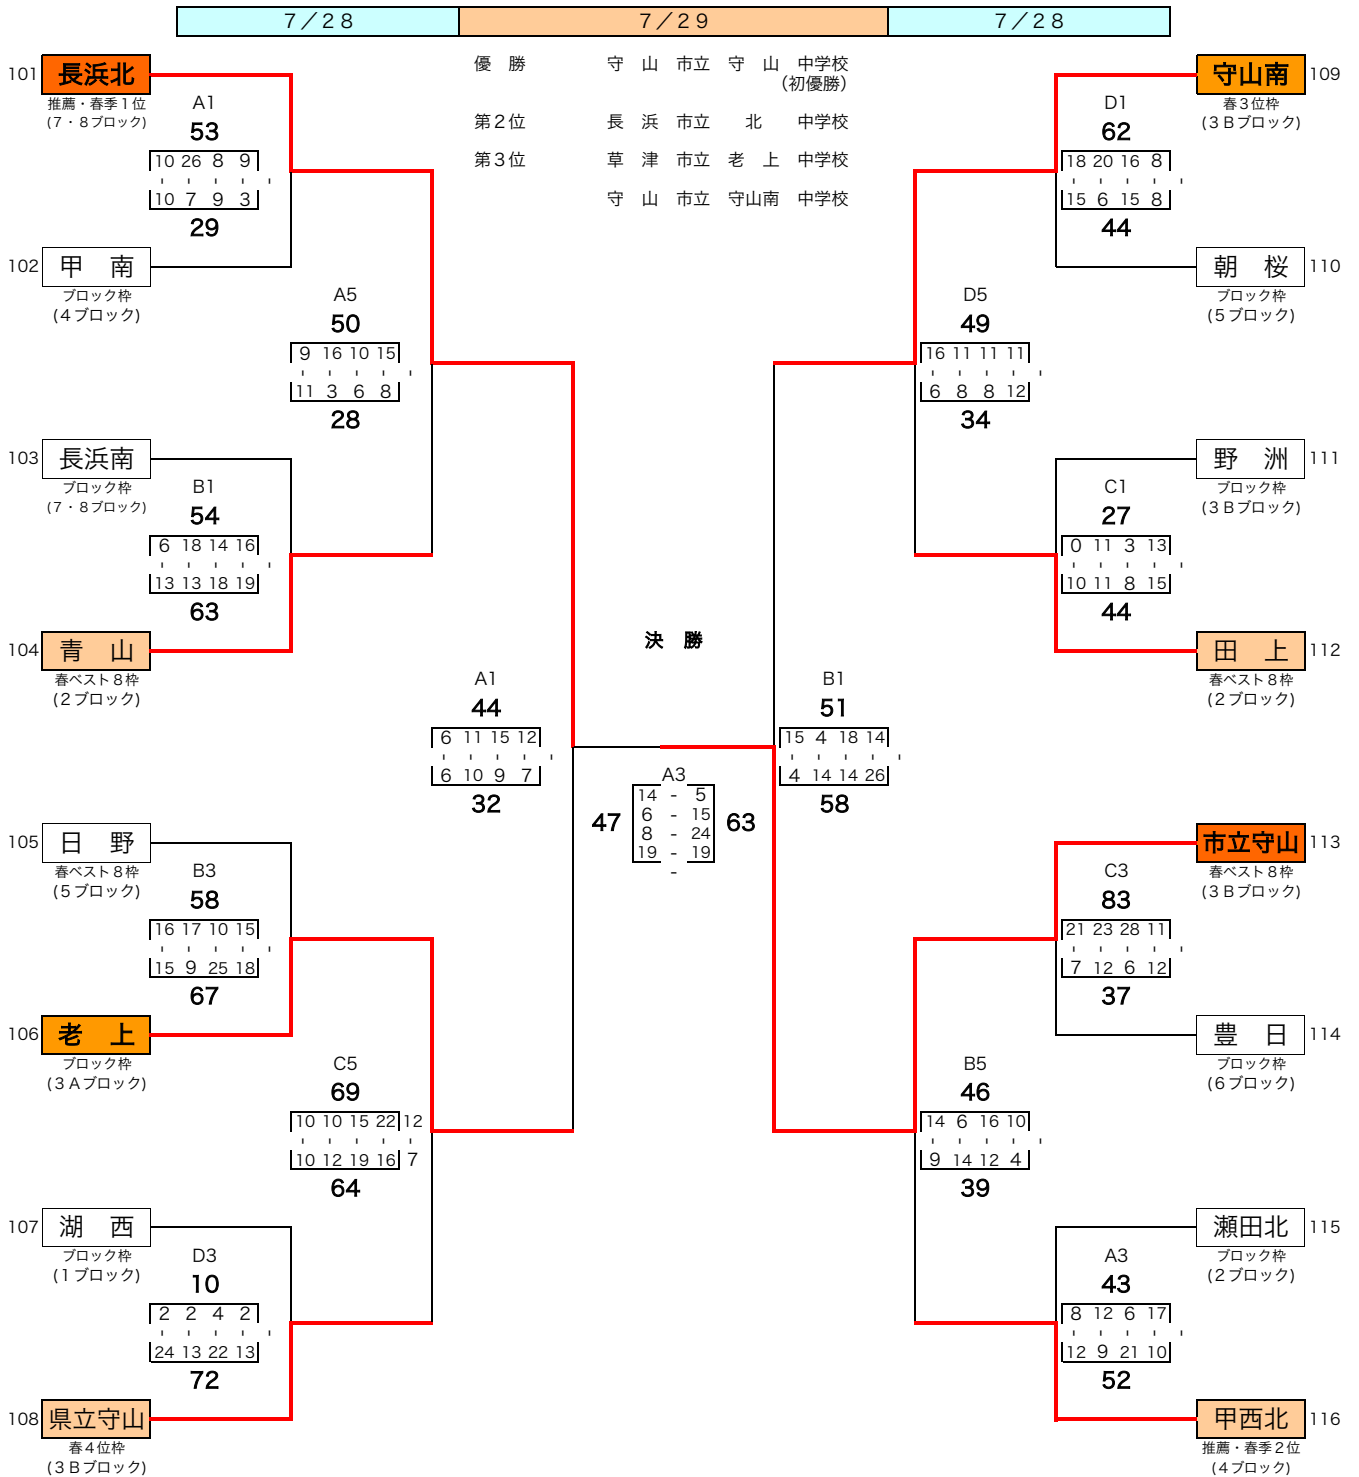 ７／２８　７／２９　７／２８
優　勝　守　山　市立　守　山　中学校
（初優勝）
第２位　長　浜　市立　北　中学校
第３位　草　津　市立　老　上　中学校
守　山　市立　守山南　中学校
101 長浜北
推薦・春季１位
(７・８ブロック)
A1
53
10 26 8 9
- - - - -
10 7 9 3
29
102 甲　南
ブロック枠
(４ブロック)
A5
50
9 16 10 15
- - - - -
11 3 6 8
28
103 長浜南
ブロック枠
(７・８ブロック)
B1
54
6 18 14 16
- - - - -
13 13 18 19
63
104 青　山
春ベスト８枠
(２ブロック)
A1
44
6 11 15 12
- - - - -
6 10 9 7
32
105 日　野
春ベスト８枠
(５ブロック)
B3
58
16 17 10 15
- - - - -
15 9 25 18
67
106 老　上
ブロック枠
(３Ａブロック)
C5
69
10 10 15 22 12
- - - - -
10 12 19 16 7
64
107 湖　西
ブロック枠
(１ブロック)
D3
10
2 2 4 2
- - - - -
24 13 22 13
72
108 県立守山
春４位枠
(３Ｂブロック)
決　勝
A3
14 - 5
6 - 15
47 63
8 - 24
19 - 19
-
守山南 109
春３位枠
(３Ｂブロック)
D1
62
18 20 16 8
- - - - -
15 6 15 8
44
朝　桜 110
ブロック枠
(５ブロック)
D5
49
16 11 11 11
- - - - -
6 8 8 12
34
野　洲 111
ブロック枠
(３Ｂブロック)
C1
27
0 11 3 13
- - - - -
10 11 8 15
44
田　上 112
春ベスト８枠
(２ブロック)
B1
51
15 4 18 14
- - - - -
4 14 14 26
58
市立守山 113
春ベスト８枠
(３Ｂブロック)
C3
83
21 23 28 11
- - - - -
7 12 6 12
37
豊　日 114
ブロック枠
(６ブロック)
B5
46
14 6 16 10
- - - - -
9 14 12 4
39
瀬田北 115
ブロック枠
(２ブロック)
A3
43
8 12 6 17
- - - - -
12 9 21 10
52
甲西北 116
推薦・春季２位
(４ブロック)